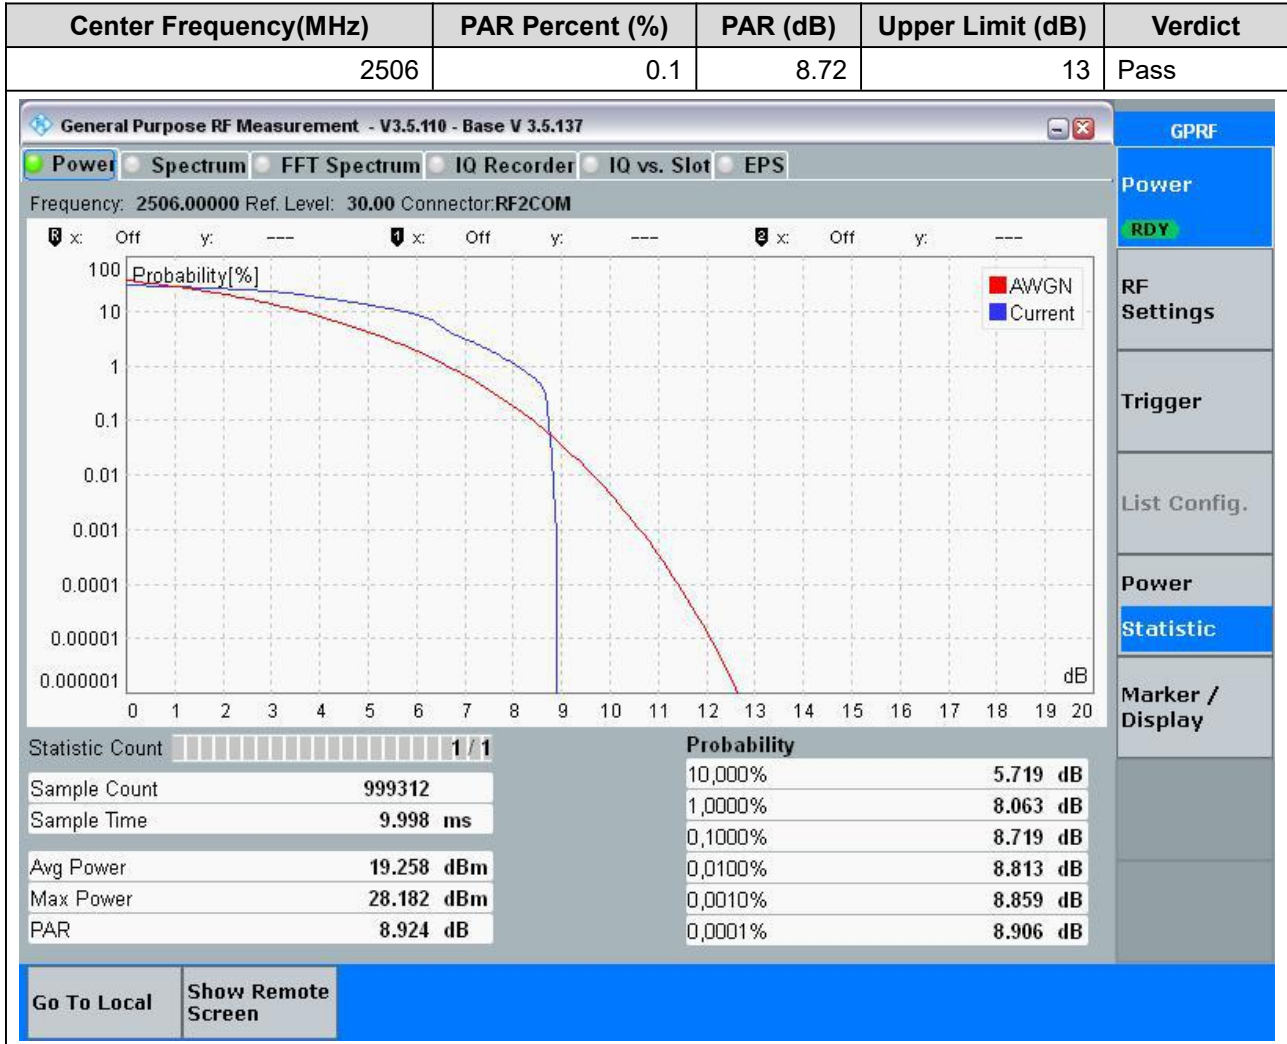 Center Frequency(MHz) PAR Percent (%) PAR (dB) Upper Limit (dB) Verdict
2506 0.1 8.72 13 Pass
General Purpose RF Measurement - V3.5.110 - Base V 3.5.137
GPRF
Power Spectrum FFT Spectrum IQ Recorder IQ vs. Slot EPS
Frequency: 2506.00000 Ref. Level: 30.00 Connector:RF2COM
R x: Off y: --- 1 x: Off y: --- 2 x: Off y: ---
Power
RDY
RF
Settings
Trigger
List Config.
Power
Statistic
Marker /
Display
Probability[%]
AWGN
Current
100
10
1
0.1
0.01
0.001
0.0001
0.00001
0.000001
dB
0 1 2 3 4 5 6 7 8 9 10 11 12 13 14 15 16 17 18 19 20
Statistic Count 1 / 1
Sample Count 999312
Sample Time 9.998 ms
Avg Power 19.258 dBm
Max Power 28.182 dBm
PAR 8.924 dB
Probability
10,000% 5.719 dB
1,0000% 8.063 dB
0,1000% 8.719 dB
0,0100% 8.813 dB
0,0010% 8.859 dB
0,0001% 8.906 dB
Go To Local
Show Remote
Screen